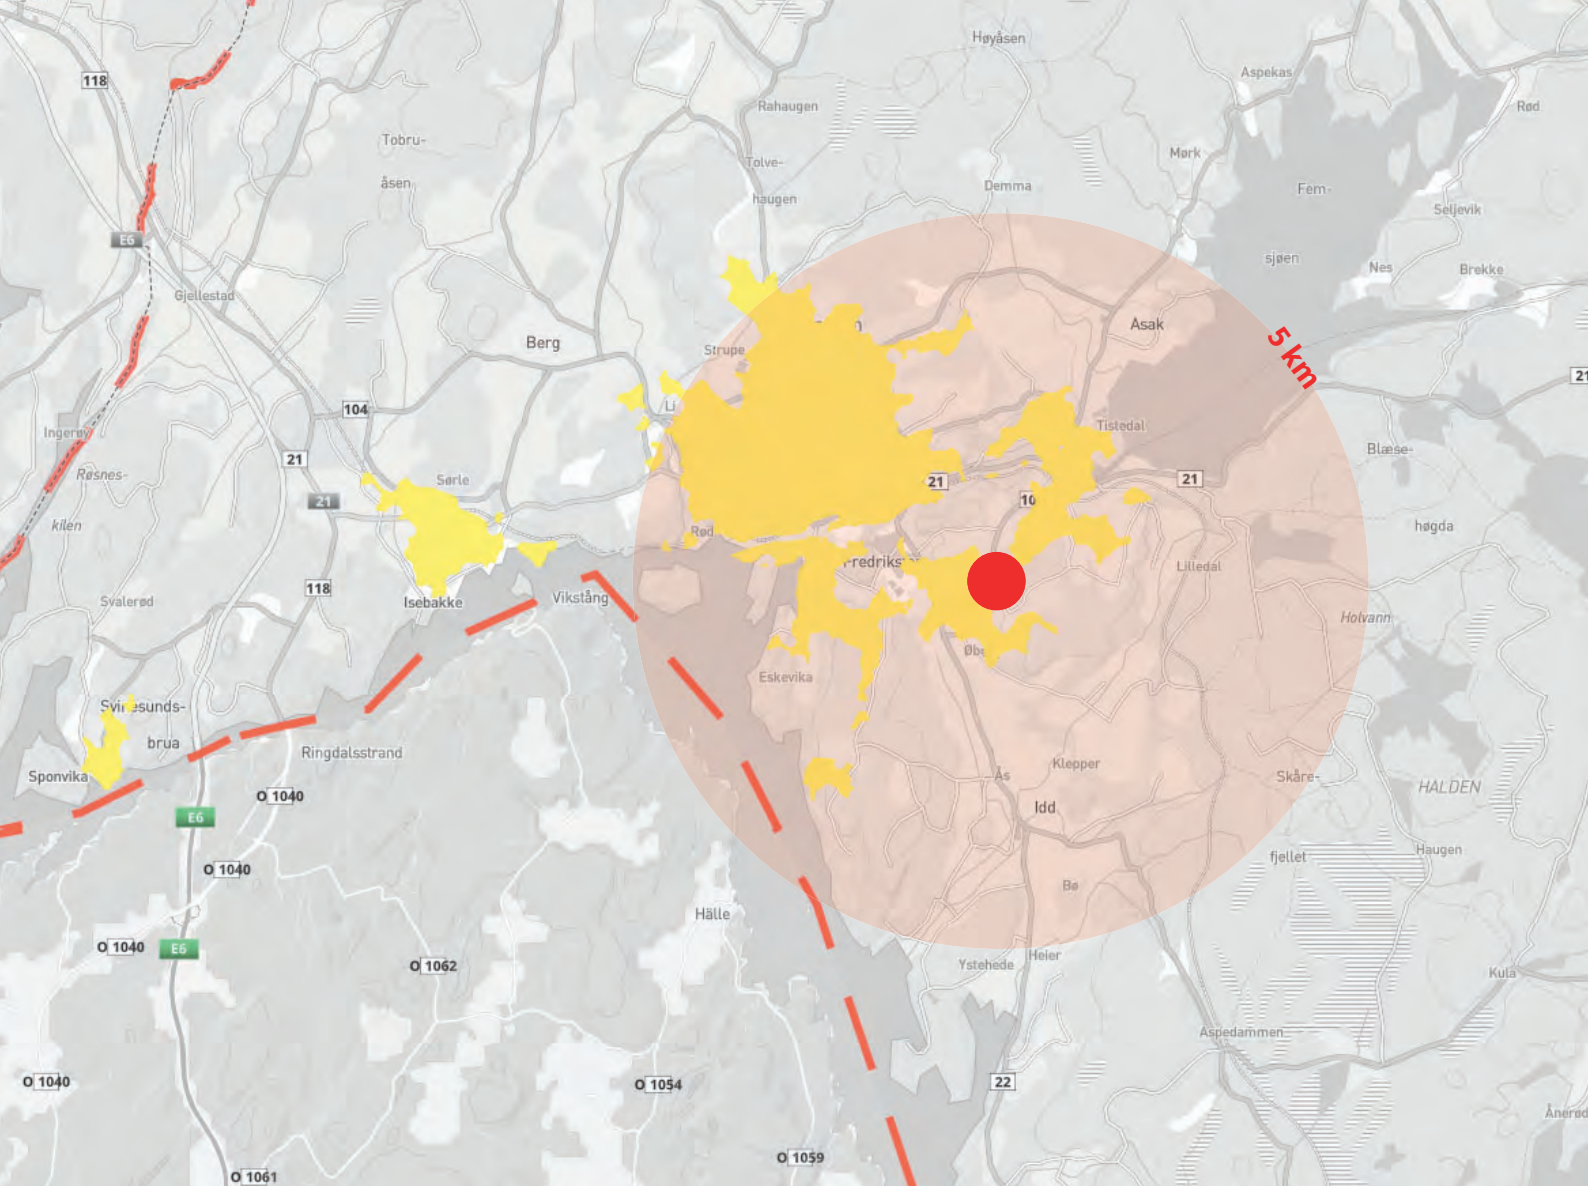 Høyåsen
118
Aspekas
Rahaugen
Rød
Tobru-
Mørk
Tolve-
åsen
Demma
Fem-
haugen
Seljevik
E6
sjøen
Nes
Brekke
Gjellestad
Åsak
Berg
Strupe
5 km
21
104
Li
Tistedal
Blæse-
21
Røsnes-
Sørle
21
21
21
10
kilen
høgda
Rød
Lilledal
118
Svalerød
Isebakke
Vikstång
Holvann
Eskevika
brua
Ringdalsstrand
Sponvika
Ås
Klepper
Skåre-
HALDEN
O 1040
Idd
E6
Haugen
fjellet
O 1040
Bø
Hälle
O 1040
E6
O 1062
Ystehede
Heier
Kula
Aspedammen
O 1040
O 1054
22
O 1059
O 1061